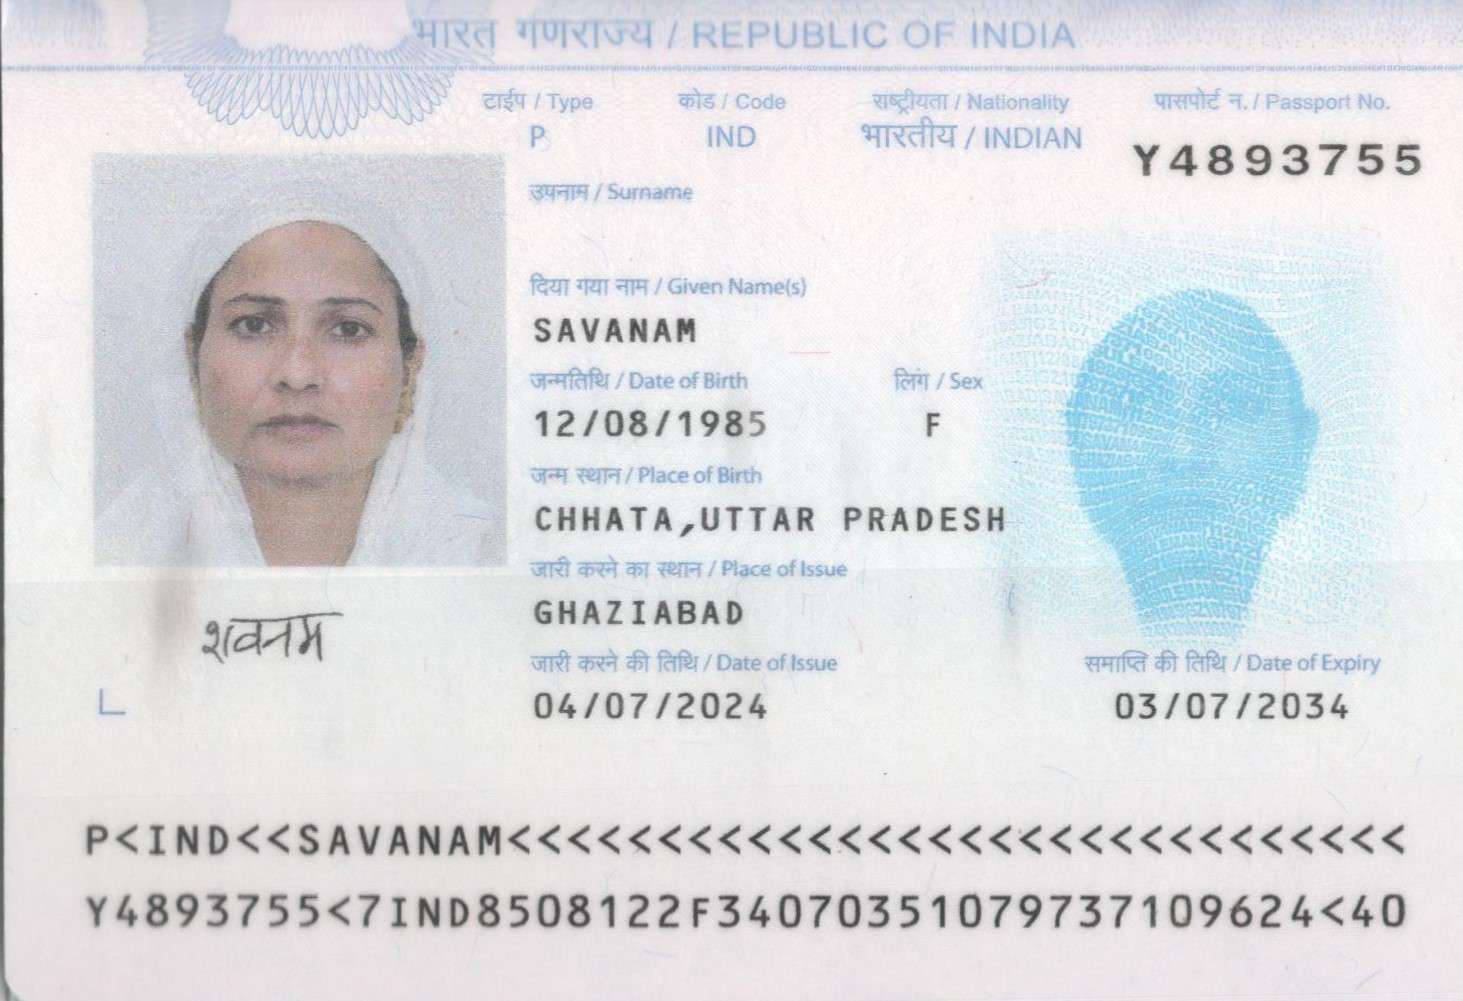 भारत गणराज्य / REPUBLIC OF INDIA
टाईप / Type कोड / Code राष्ट्रीयता / Nationality पासपोर्ट न. / Passport No.
P IND भारतीय / INDIAN Y4893755
उपनाम / Surname
दिया गया नाम / Given Name(s)
SAVANAM
जन्मतिथि / Date of Birth लिंग / Sex
12/08/1985 F
जन्म स्थान / Place of Birth
CHHATA,UTTAR PRADESH
जारी करने का स्थान / Place of Issue
GHAZIABAD
शवनम
जारी करने की तिथि / Date of Issue समाप्ति की तिथि / Date of Expiry
04/07/2024 03/07/2034
P<IND<<SAVANAM<<<<<<<<<<<<<<<<<<<<<<<<<<<<<<
Y4893755<7IND8508122F34070351079737109624<40